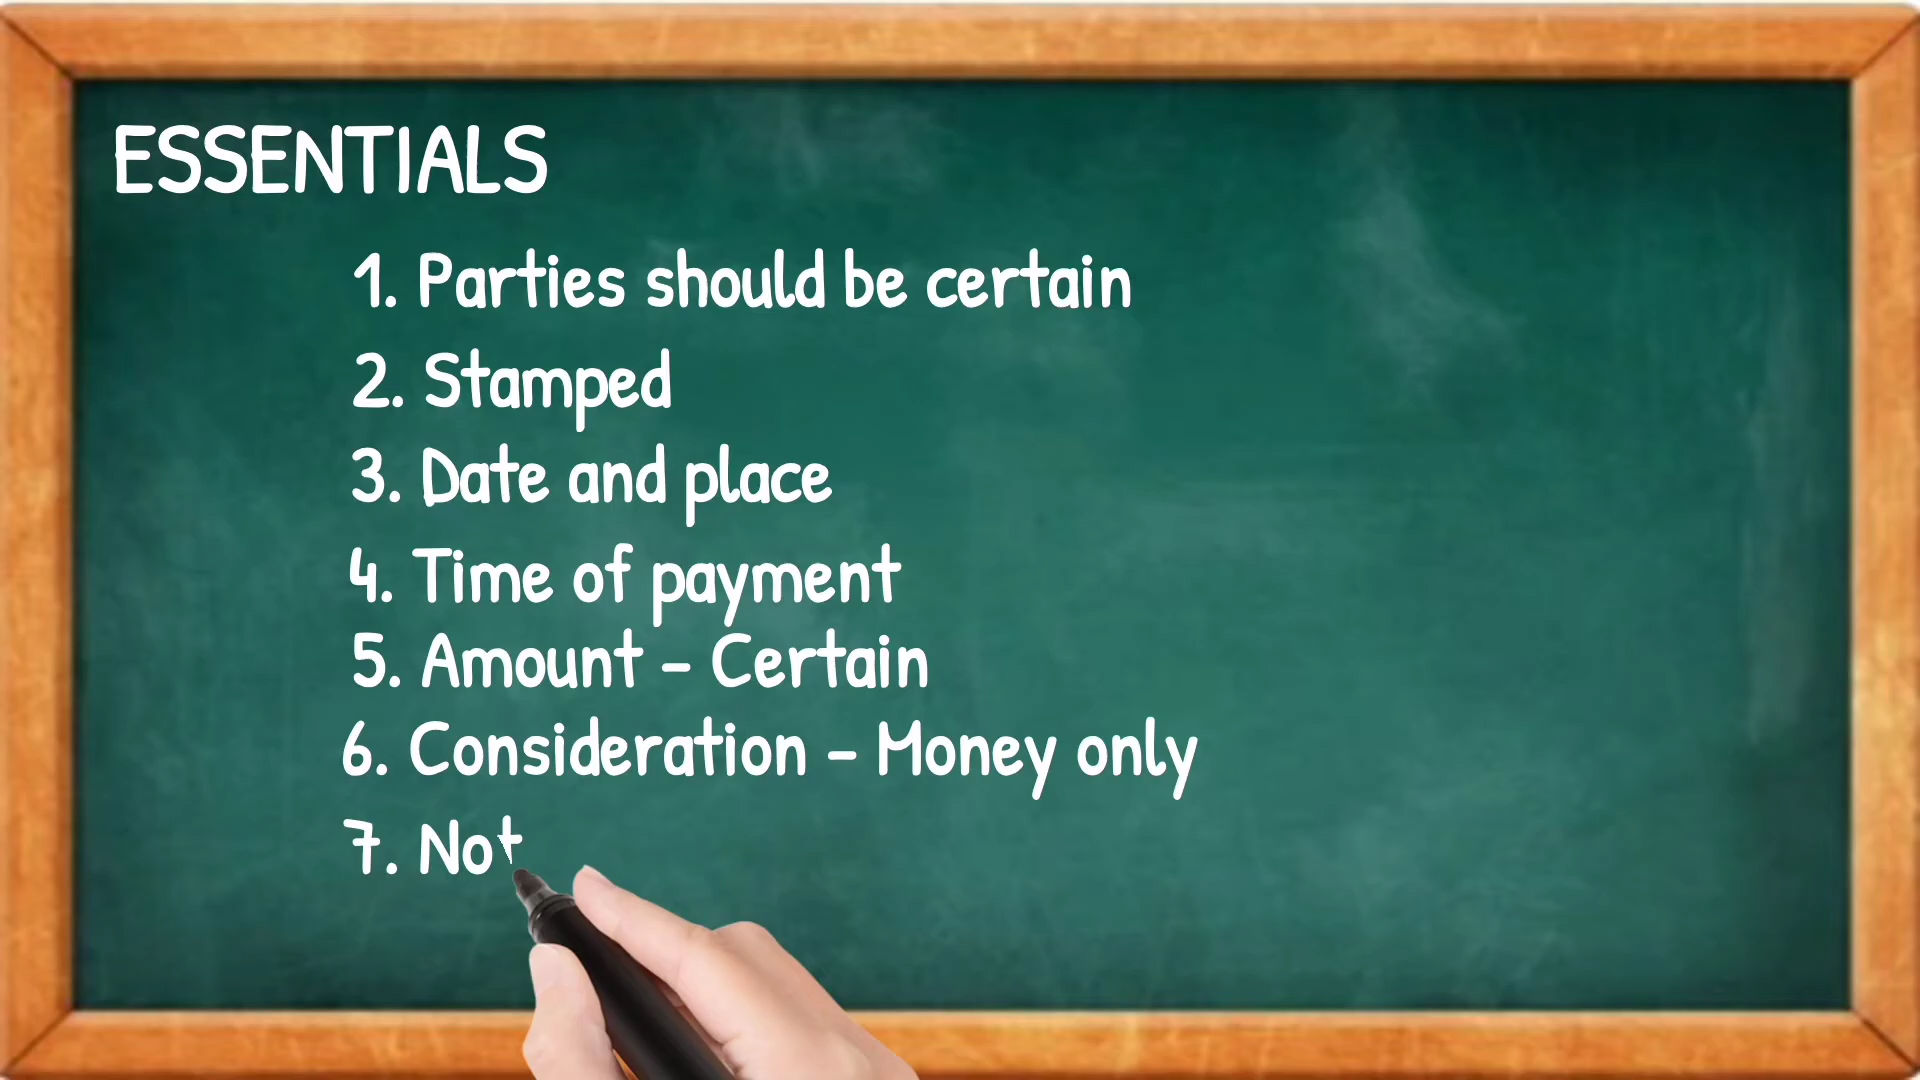 ESSENTIALS
1. Parties should be certain
2. Stamped
3. Date and place
4. Time of payment
5. Amount - Certain
6. Consideration - Money only
7. Not